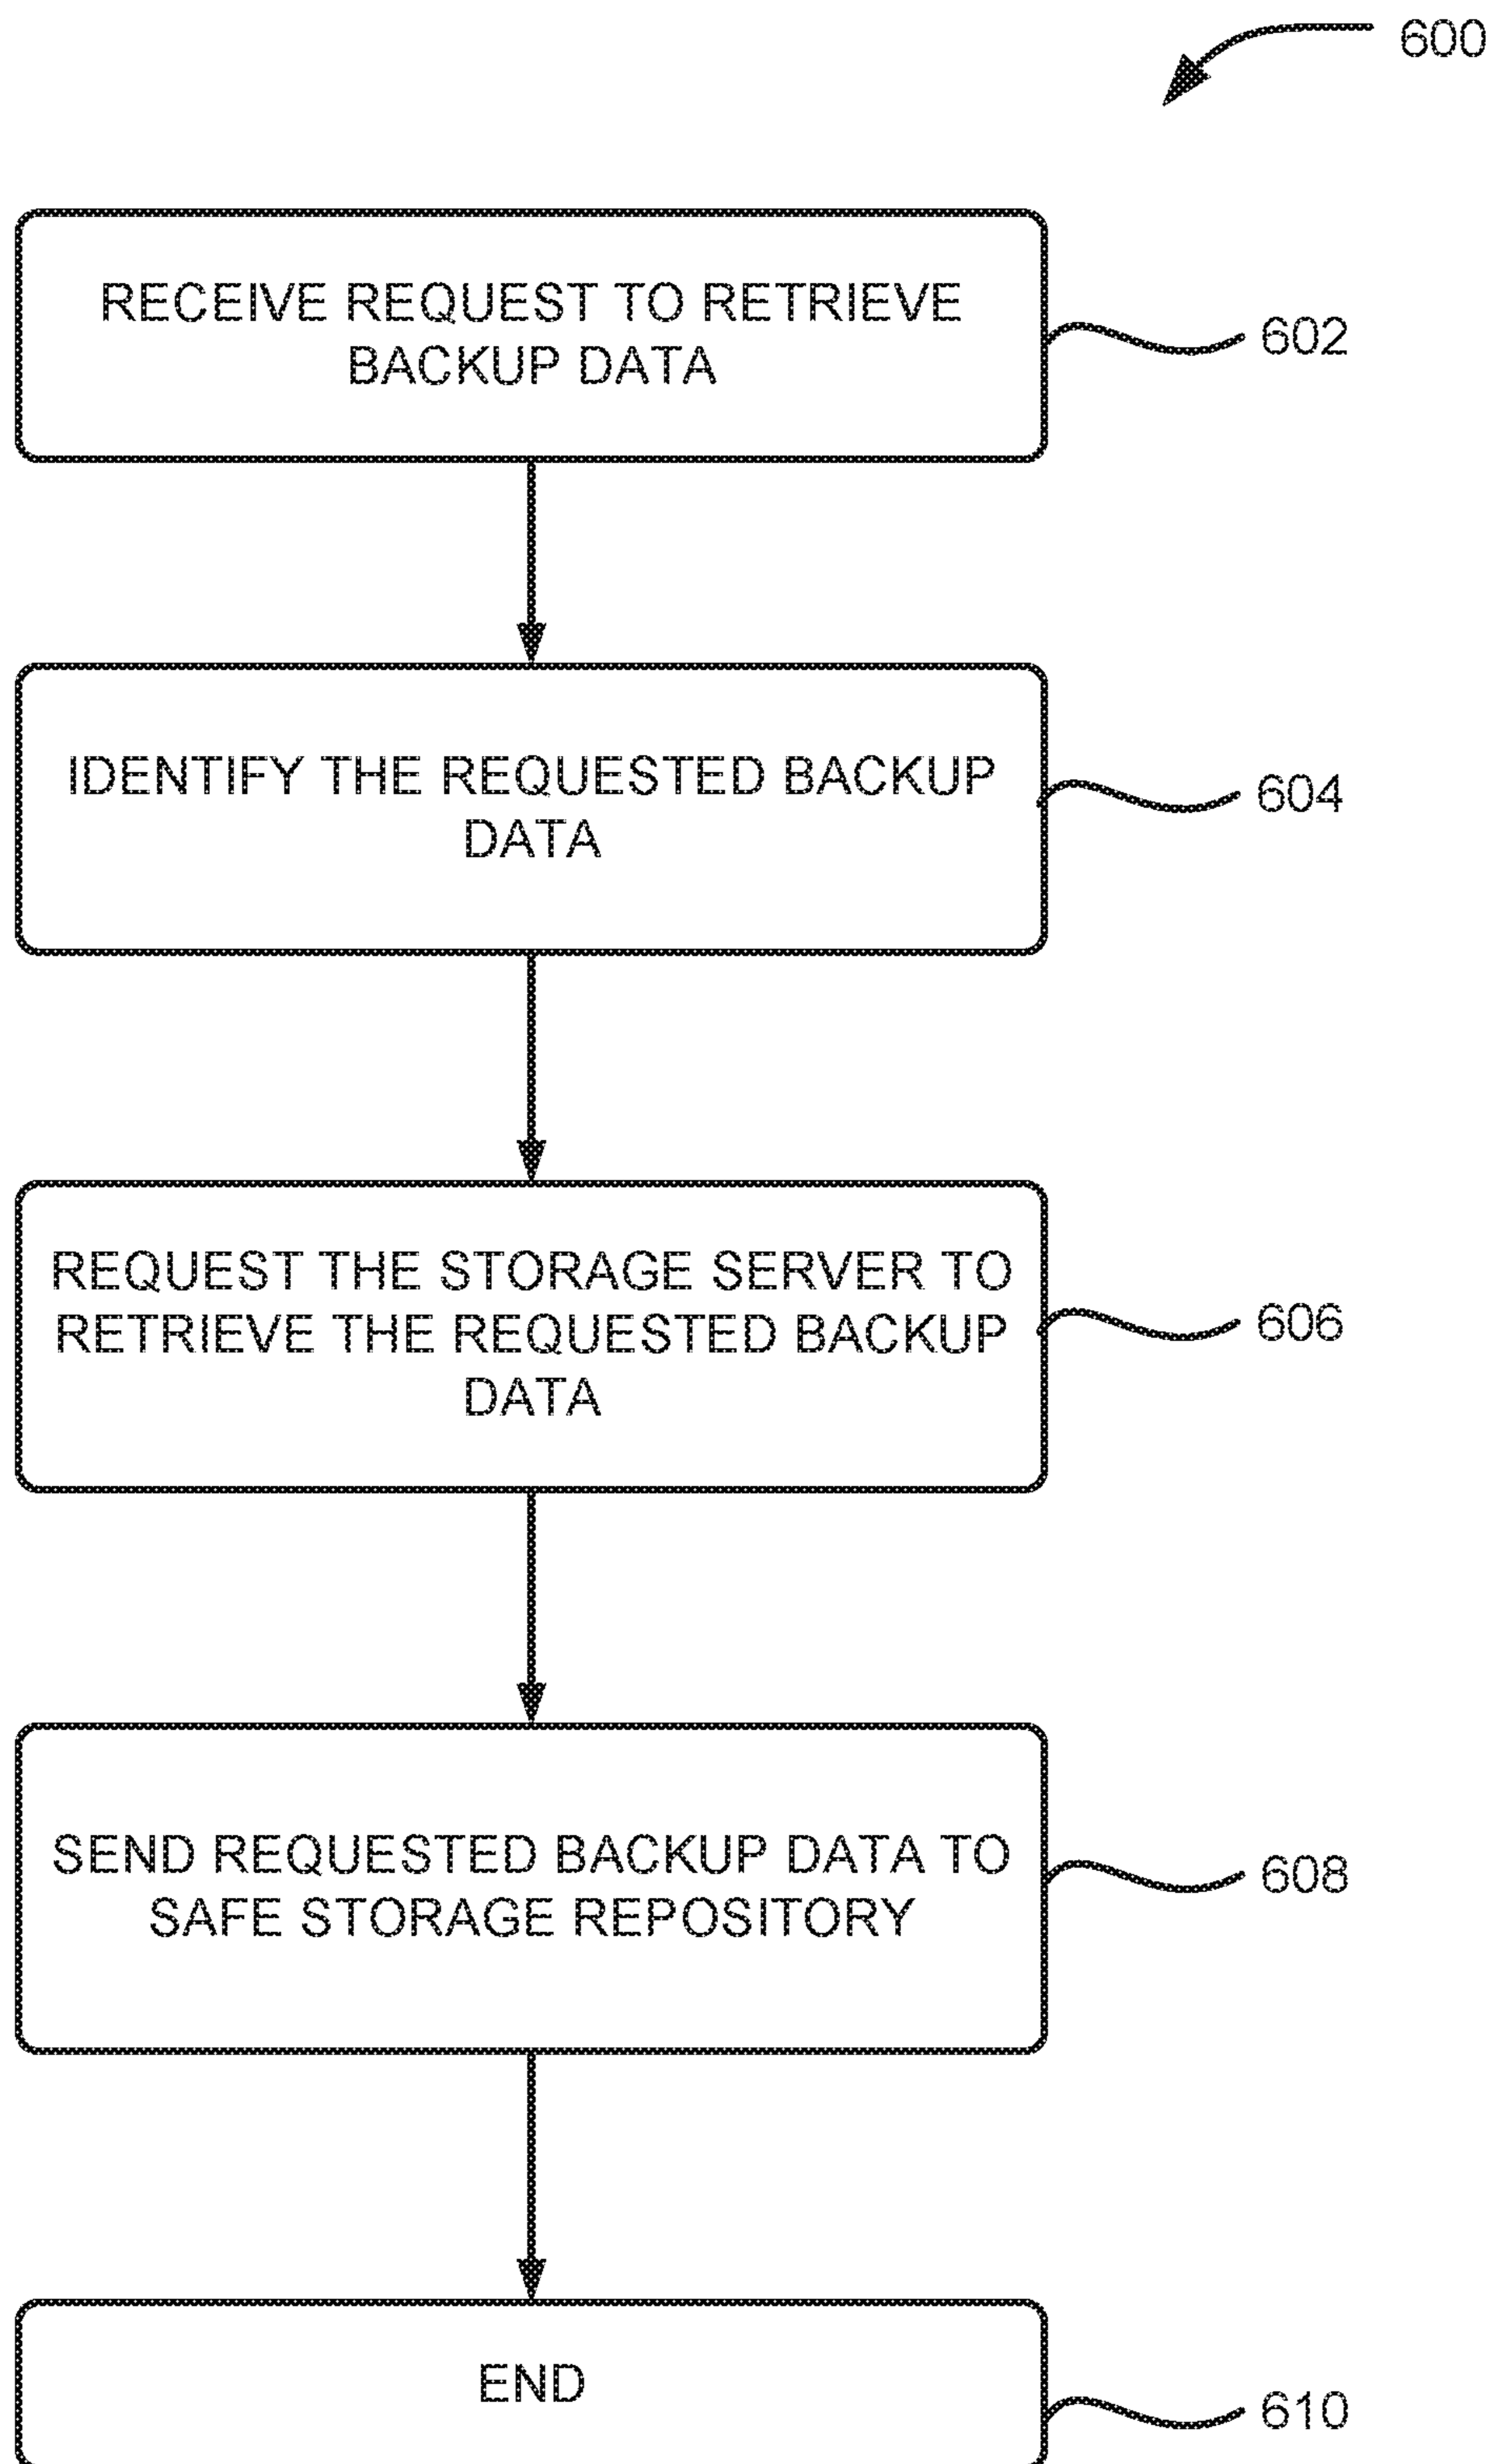 600
RECEIVE REQUEST TO RETRIEVE
BACKUP DATA
602
IDENTIFY THE REQUESTED BACKUP
DATA
604
REQUEST THE STORAGE SERVER TO
RETRIEVE THE REQUESTED BACKUP
DATA
606
SEND REQUESTED BACKUP DATA TO
SAFE STORAGE REPOSITORY
608
END
610